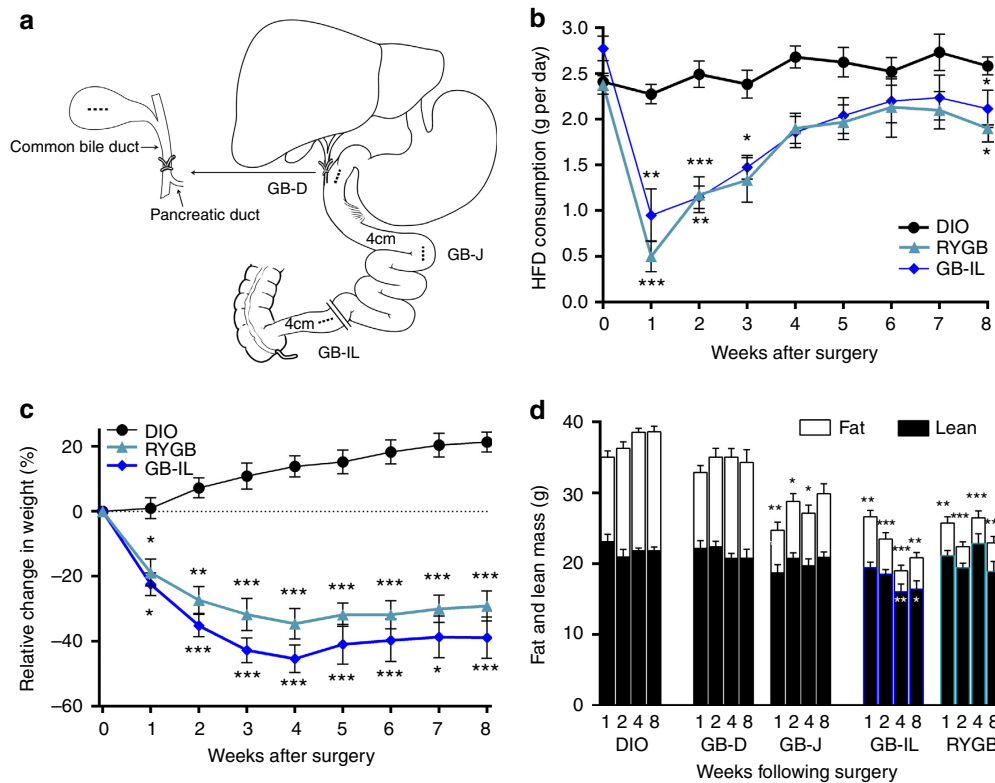 a
Common bile duct
Pancreatic duct
GB-D
4cm
GB-J
4cm
GB-IL
b
HFD consumption (g per day)
3.0
2.5
2.0
1.5
1.0
0.5
0.0
**
***
***
**
*
*
*
DIO
RYGB
GB-IL
0 1 2 3 4 5 6 7 8
Weeks after surgery
c
Relative change in weight (%)
20
0
–20
–40
–60
DIO
RYGB
GB-IL
*
** *** *** *** *** *** ***
*
*** *** *** *** *** * ***
0 1 2 3 4 5 6 7 8
Weeks after surgery
d
Fat and lean mass (g)
40
30
20
10
0
Fat Lean
** * *
** *** *** **
** *
** *** *** **
1 2 4 8 1 2 4 8 1 2 4 8 1 2 4 8 1 2 4 8
DIO GB-D GB-J GB-IL RYGB
Weeks following surgery